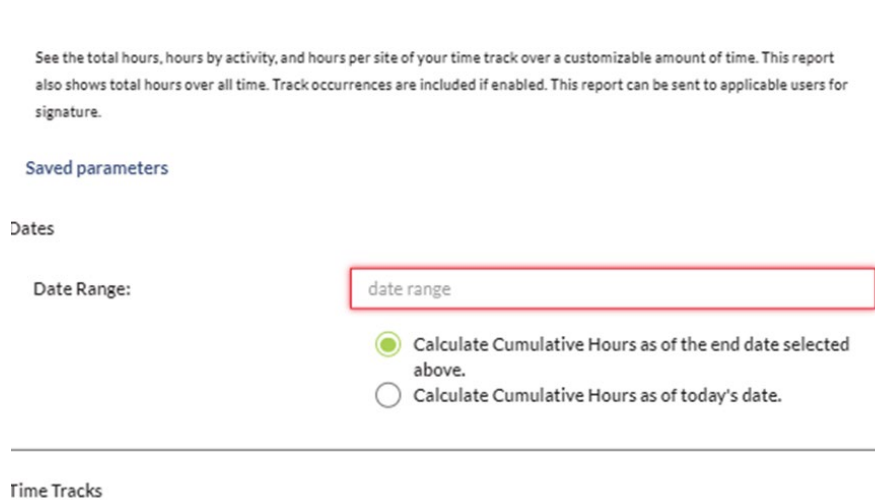 See the total hours, hours by activity, and hours per site of your time track over a customizable amount of time. This report
also shows total hours over all time. Track occurrences are included if enabled. This report can be sent to applicable users for
signature.
Saved parameters
Dates
Date Range:
date range
Calculate Cumulative Hours as of the end date selected
above.
Calculate Cumulative Hours as of today's date.
Time Tracks